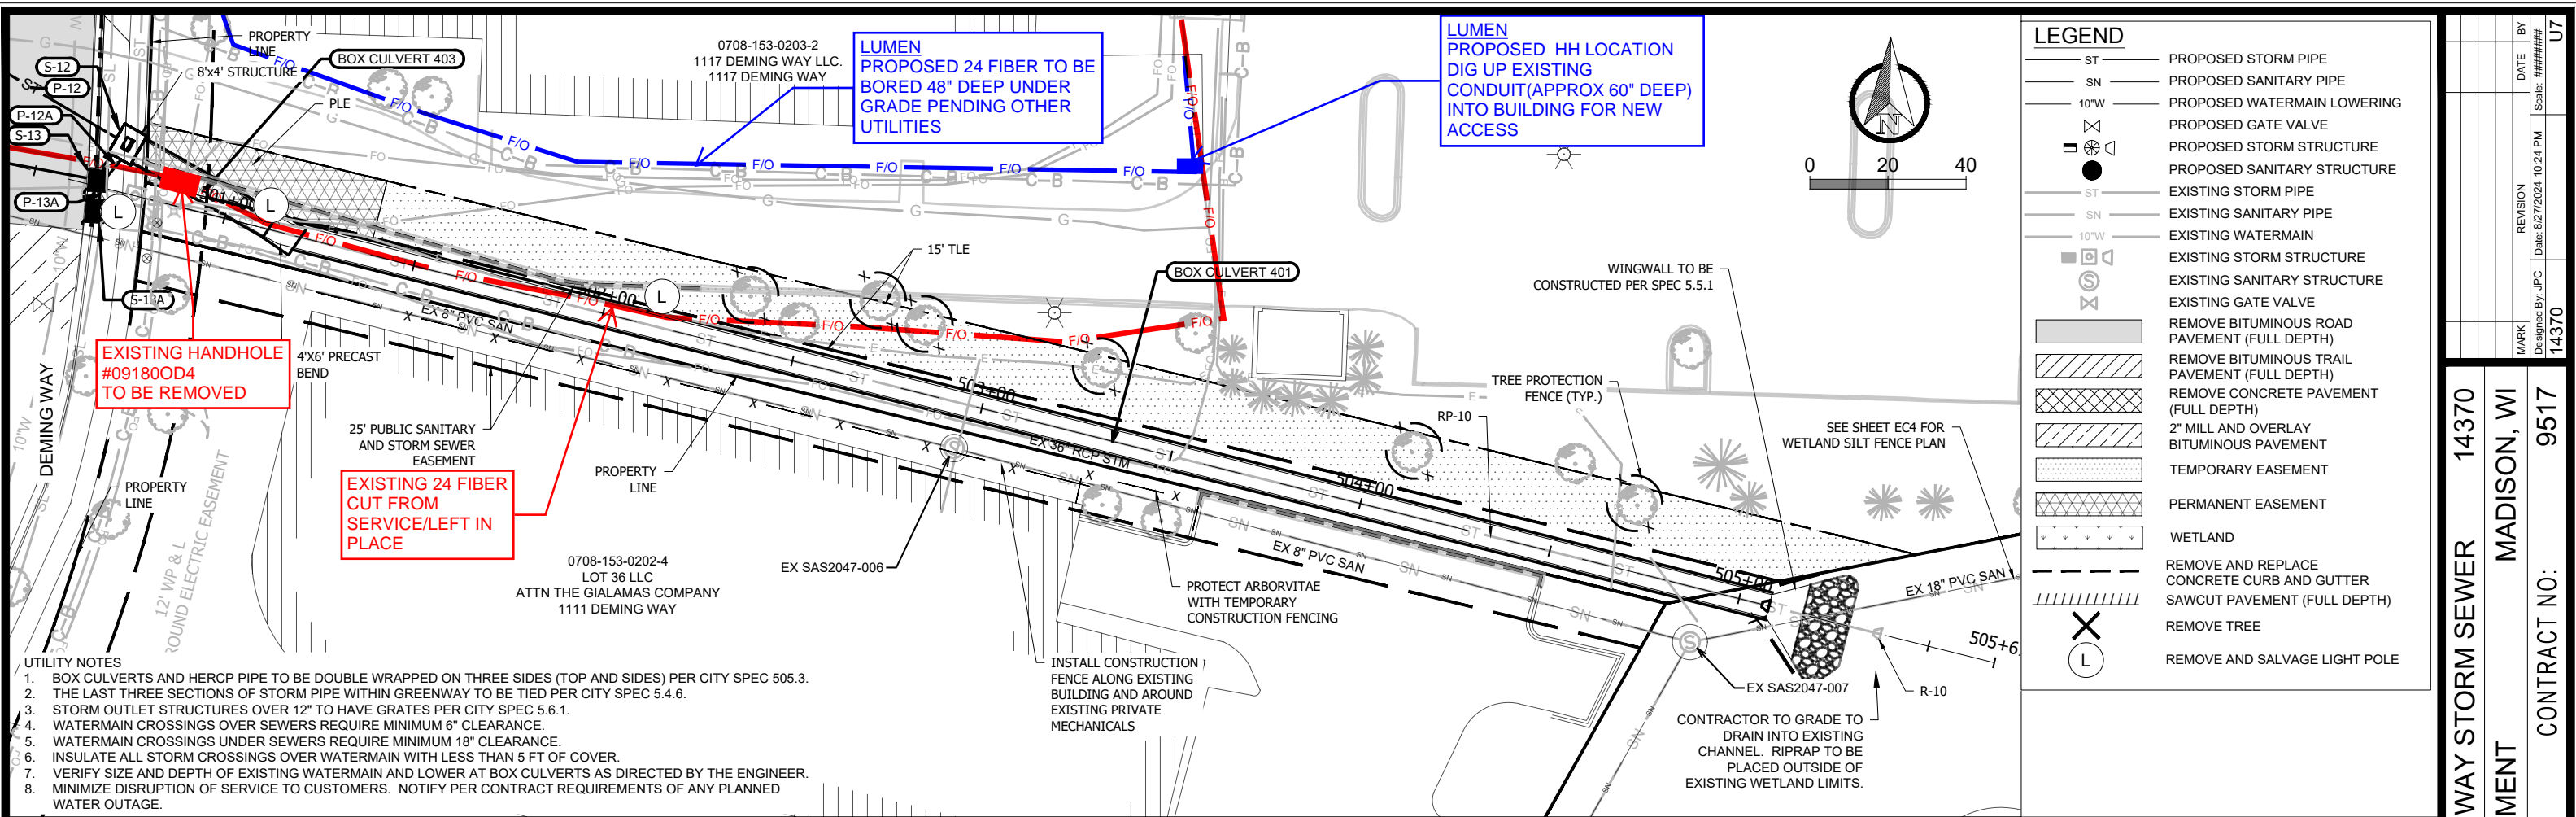 PROPERTY
LINE
S-12
8'x4' STRUCTURE
BOX CULVERT 403
P-12
PLE
P-12A
S-13
P-13A
S-13A
0708-153-0203-2
1117 DEMING WAY LLC.
1117 DEMING WAY
LUMEN
PROPOSED 24 FIBER TO BE
BORED 48" DEEP UNDER
GRADE PENDING OTHER
UTILITIES
LUMEN
PROPOSED HH LOCATION
DIG UP EXISTING
CONDUIT(APPROX 60" DEEP)
INTO BUILDING FOR NEW
ACCESS
N
0 20 40
15' TLE
BOX CULVERT 401
WINGWALL TO BE
CONSTRUCTED PER SPEC 5.5.1
L
L
L
502+00
503+00
504+00
505+00
EXISTING HANDHOLE
#09180OD4
TO BE REMOVED
4'X6' PRECAST
BEND
EX 8" PVC SAN
DEMING WAY
10"W
25' PUBLIC SANITARY
AND STORM SEWER
EASEMENT
EXISTING 24 FIBER
CUT FROM
SERVICE/LEFT IN
PLACE
PROPERTY
LINE
PROPERTY
LINE
12' WP & L
EX 36" RCP STM
TREE PROTECTION
FENCE (TYP.)
RP-10
SEE SHEET EC4 FOR
WETLAND SILT FENCE PLAN
0708-153-0202-4
LOT 36 LLC
ATTN THE GIALAMAS COMPANY
1111 DEMING WAY
EX SAS2047-006
EX 8" PVC SAN
EX 18" PVC SAN
PROTECT ARBORVITAE
WITH TEMPORARY
CONSTRUCTION FENCING
INSTALL CONSTRUCTION
FENCE ALONG EXISTING
BUILDING AND AROUND
EXISTING PRIVATE
MECHANICALS
EX SAS2047-007
R-10
CONTRACTOR TO GRADE TO
DRAIN INTO EXISTING
CHANNEL. RIPRAP TO BE
PLACED OUTSIDE OF
EXISTING WETLAND LIMITS.
UTILITY NOTES
1. BOX CULVERTS AND HERCP PIPE TO BE DOUBLE WRAPPED ON THREE SIDES (TOP AND SIDES) PER CITY SPEC 505.3.
2. THE LAST THREE SECTIONS OF STORM PIPE WITHIN GREENWAY TO BE TIED PER CITY SPEC 5.4.6.
3. STORM OUTLET STRUCTURES OVER 12" TO HAVE GRATES PER CITY SPEC 5.6.1.
4. WATERMAIN CROSSINGS OVER SEWERS REQUIRE MINIMUM 6" CLEARANCE.
5. WATERMAIN CROSSINGS UNDER SEWERS REQUIRE MINIMUM 18" CLEARANCE.
6. INSULATE ALL STORM CROSSINGS OVER WATERMAIN WITH LESS THAN 5 FT OF COVER.
7. VERIFY SIZE AND DEPTH OF EXISTING WATERMAIN AND LOWER AT BOX CULVERTS AS DIRECTED BY THE ENGINEER.
8. MINIMIZE DISRUPTION OF SERVICE TO CUSTOMERS. NOTIFY PER CONTRACT REQUIREMENTS OF ANY PLANNED
WATER OUTAGE.
LEGEND
ST PROPOSED STORM PIPE
SN PROPOSED SANITARY PIPE
10"W PROPOSED WATERMAIN LOWERING
PROPOSED GATE VALVE
PROPOSED STORM STRUCTURE
PROPOSED SANITARY STRUCTURE
ST EXISTING STORM PIPE
SN EXISTING SANITARY PIPE
10"W EXISTING WATERMAIN
EXISTING STORM STRUCTURE
S EXISTING SANITARY STRUCTURE
EXISTING GATE VALVE
REMOVE BITUMINOUS ROAD
PAVEMENT (FULL DEPTH)
REMOVE BITUMINOUS TRAIL
PAVEMENT (FULL DEPTH)
REMOVE CONCRETE PAVEMENT
(FULL DEPTH)
2" MILL AND OVERLAY
BITUMINOUS PAVEMENT
TEMPORARY EASEMENT
PERMANENT EASEMENT
WETLAND
REMOVE AND REPLACE
CONCRETE CURB AND GUTTER
SAWCUT PAVEMENT (FULL DEPTH)
REMOVE TREE
L REMOVE AND SALVAGE LIGHT POLE
MARK REVISION DATE BY
Designed By: JPC Date: 8/27/2024 10:24 PM Scale: ########
14370 U7
WAY STORM SEWER 14370
MENT MADISON, WI
CONTRACT NO: 9517